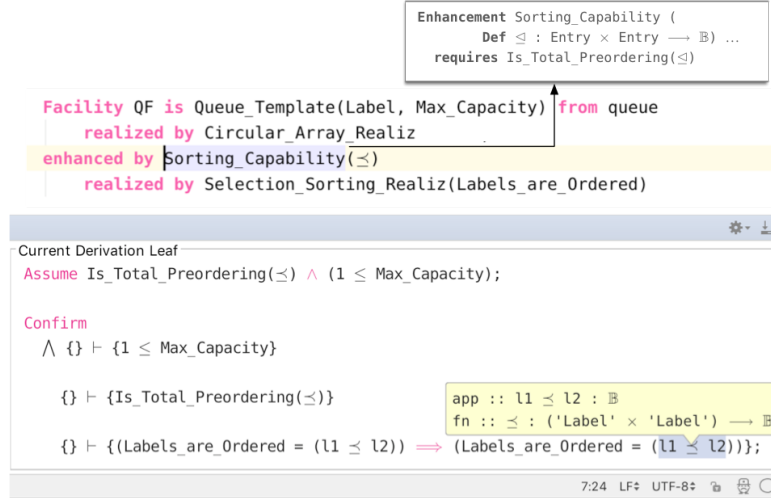 Enhancement Sorting_Capability (
Def ⊴ : Entry × Entry ⟶ 𝔹) …
requires Is_Total_Preordering(⊴)
Facility QF is Queue_Template(Label, Max_Capacity) from queue
realized by Circular_Array_Realiz
enhanced by Sorting_Capability(≼)
realized by Selection_Sorting_Realiz(Labels_are_Ordered)
Current Derivation Leaf
Assume Is_Total_Preordering(≼) ∧ (1 ≤ Max_Capacity);
Confirm
⋀ {} ⊢ {1 ≤ Max_Capacity}
{} ⊢ {Is_Total_Preordering(≼)}
app :: l1 ≼ l2 : 𝔹
fn :: ≼ : ('Label' × 'Label') ⟶ 𝔹
{} ⊢ {(Labels_are_Ordered = (l1 ≼ l2)) ⟹ (Labels_are_Ordered = (l1 ≼ l2))};
7:24 LF÷ UTF-8÷